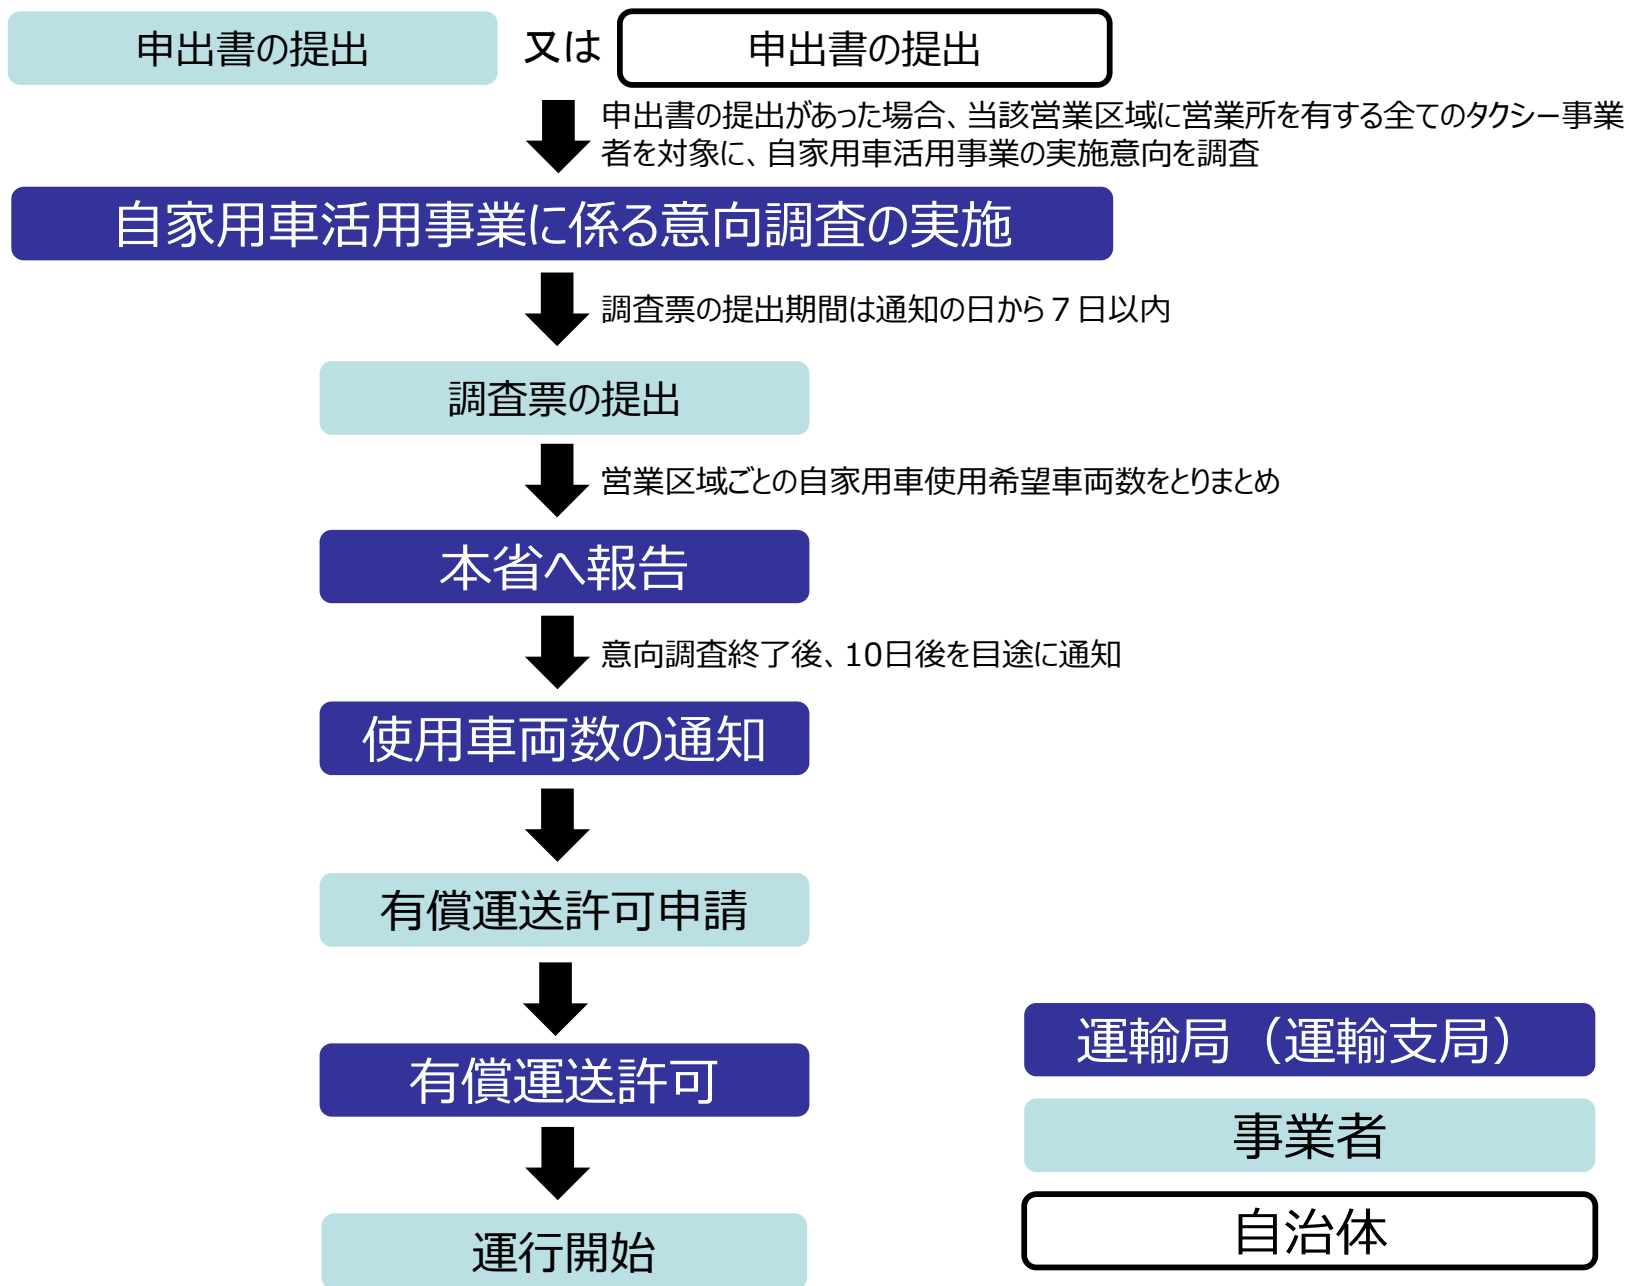 申出書の提出 又は 申出書の提出
申出書の提出があった場合、当該営業区域に営業所を有する全てのタクシー事業
者を対象に、自家用車活用事業の実施意向を調査
自家用車活用事業に係る意向調査の実施
調査票の提出期間は通知の日から７日以内
調査票の提出
営業区域ごとの自家用車使用希望車両数をとりまとめ
本省へ報告
意向調査終了後、10日後を目途に通知
使用車両数の通知
有償運送許可申請
有償運送許可
運行開始
運輸局（運輸支局）
事業者
自治体